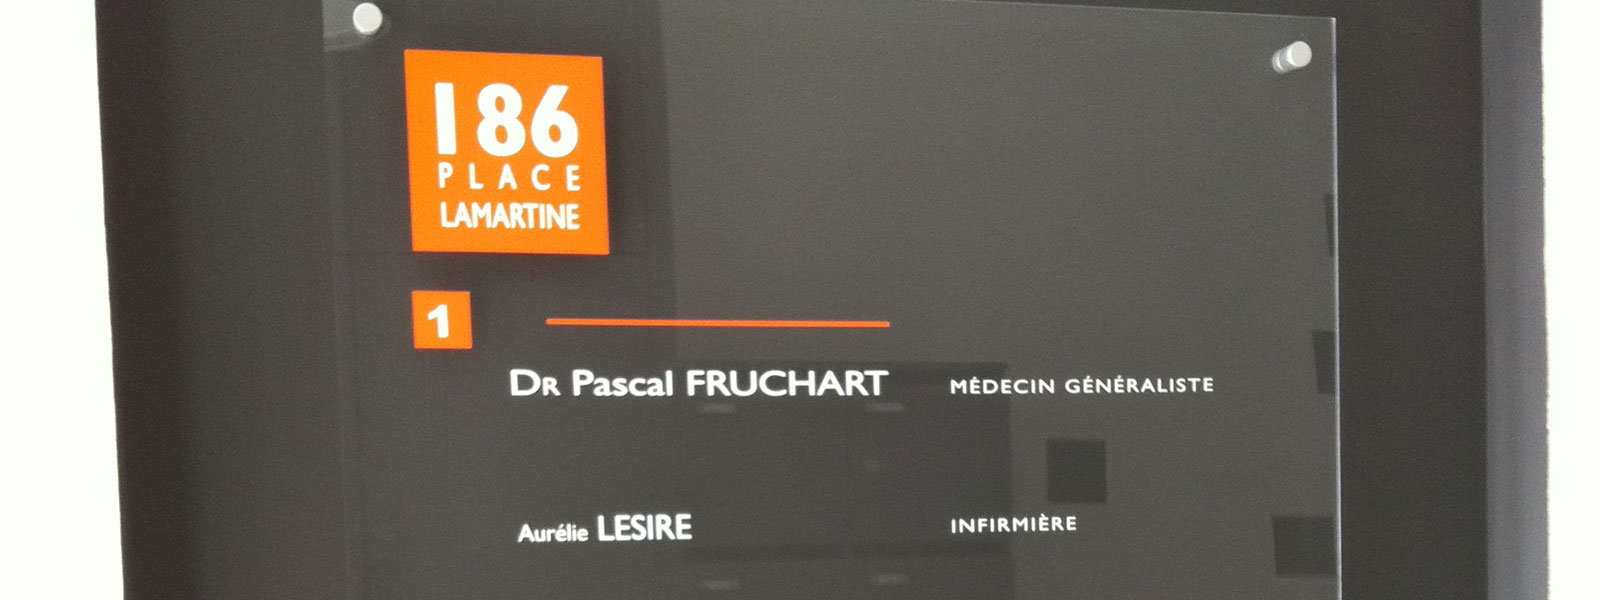 186
PLACE
LAMARTINE
1
DR Pascal FRUCHART MÉDECIN GÉNÉRALISTE
Aurélie LESIRE INFIRMIÈRE